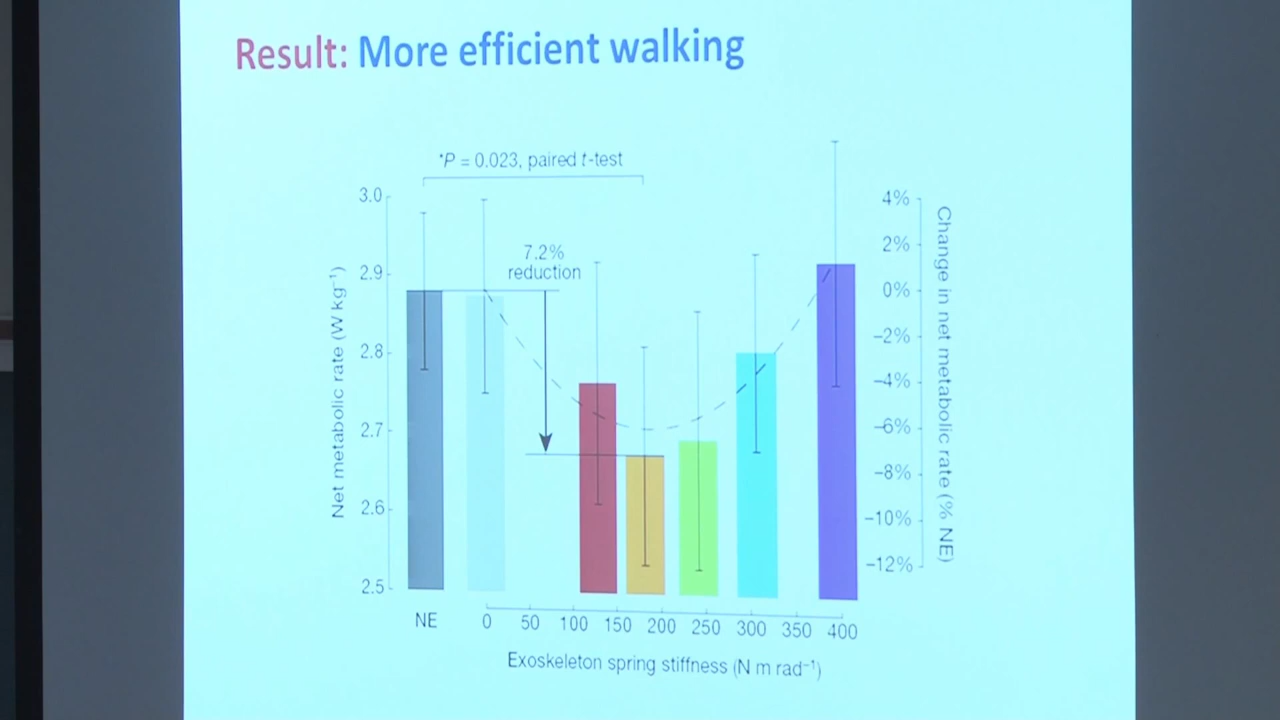 Result: More efficient walking
*P = 0.023, paired t-test
7.2%
reduction
Net metabolic rate (W kg⁻¹)
3.0
2.9
2.8
2.7
2.6
2.5
4%
2%
0%
−2%
−4%
−6%
−8%
−10%
−12%
Change in net metabolic rate (% NE)
NE 0 50 100 150 200 250 300 350 400
Exoskeleton spring stiffness (N m rad⁻¹)